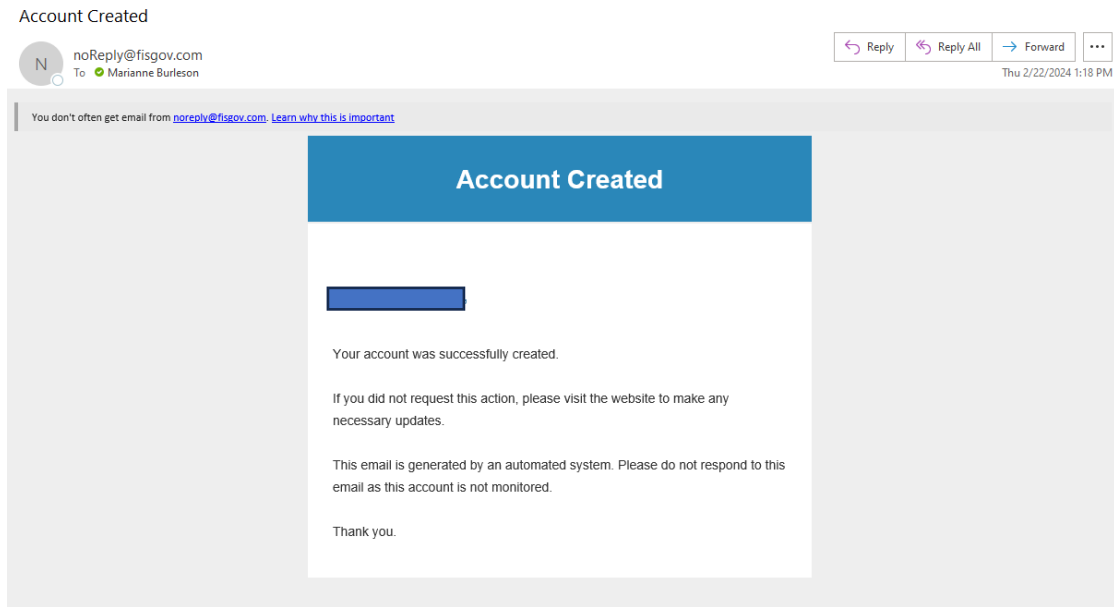 Account Created
N
noReply@fisgov.com
To Marianne Burleson
Reply
Reply All
Forward
Thu 2/22/2024 1:18 PM
You don't often get email from noreply@fisgov.com. Learn why this is important
Account Created
Your account was successfully created.
If you did not request this action, please visit the website to make any
necessary updates.
This email is generated by an automated system. Please do not respond to this
email as this account is not monitored.
Thank you.